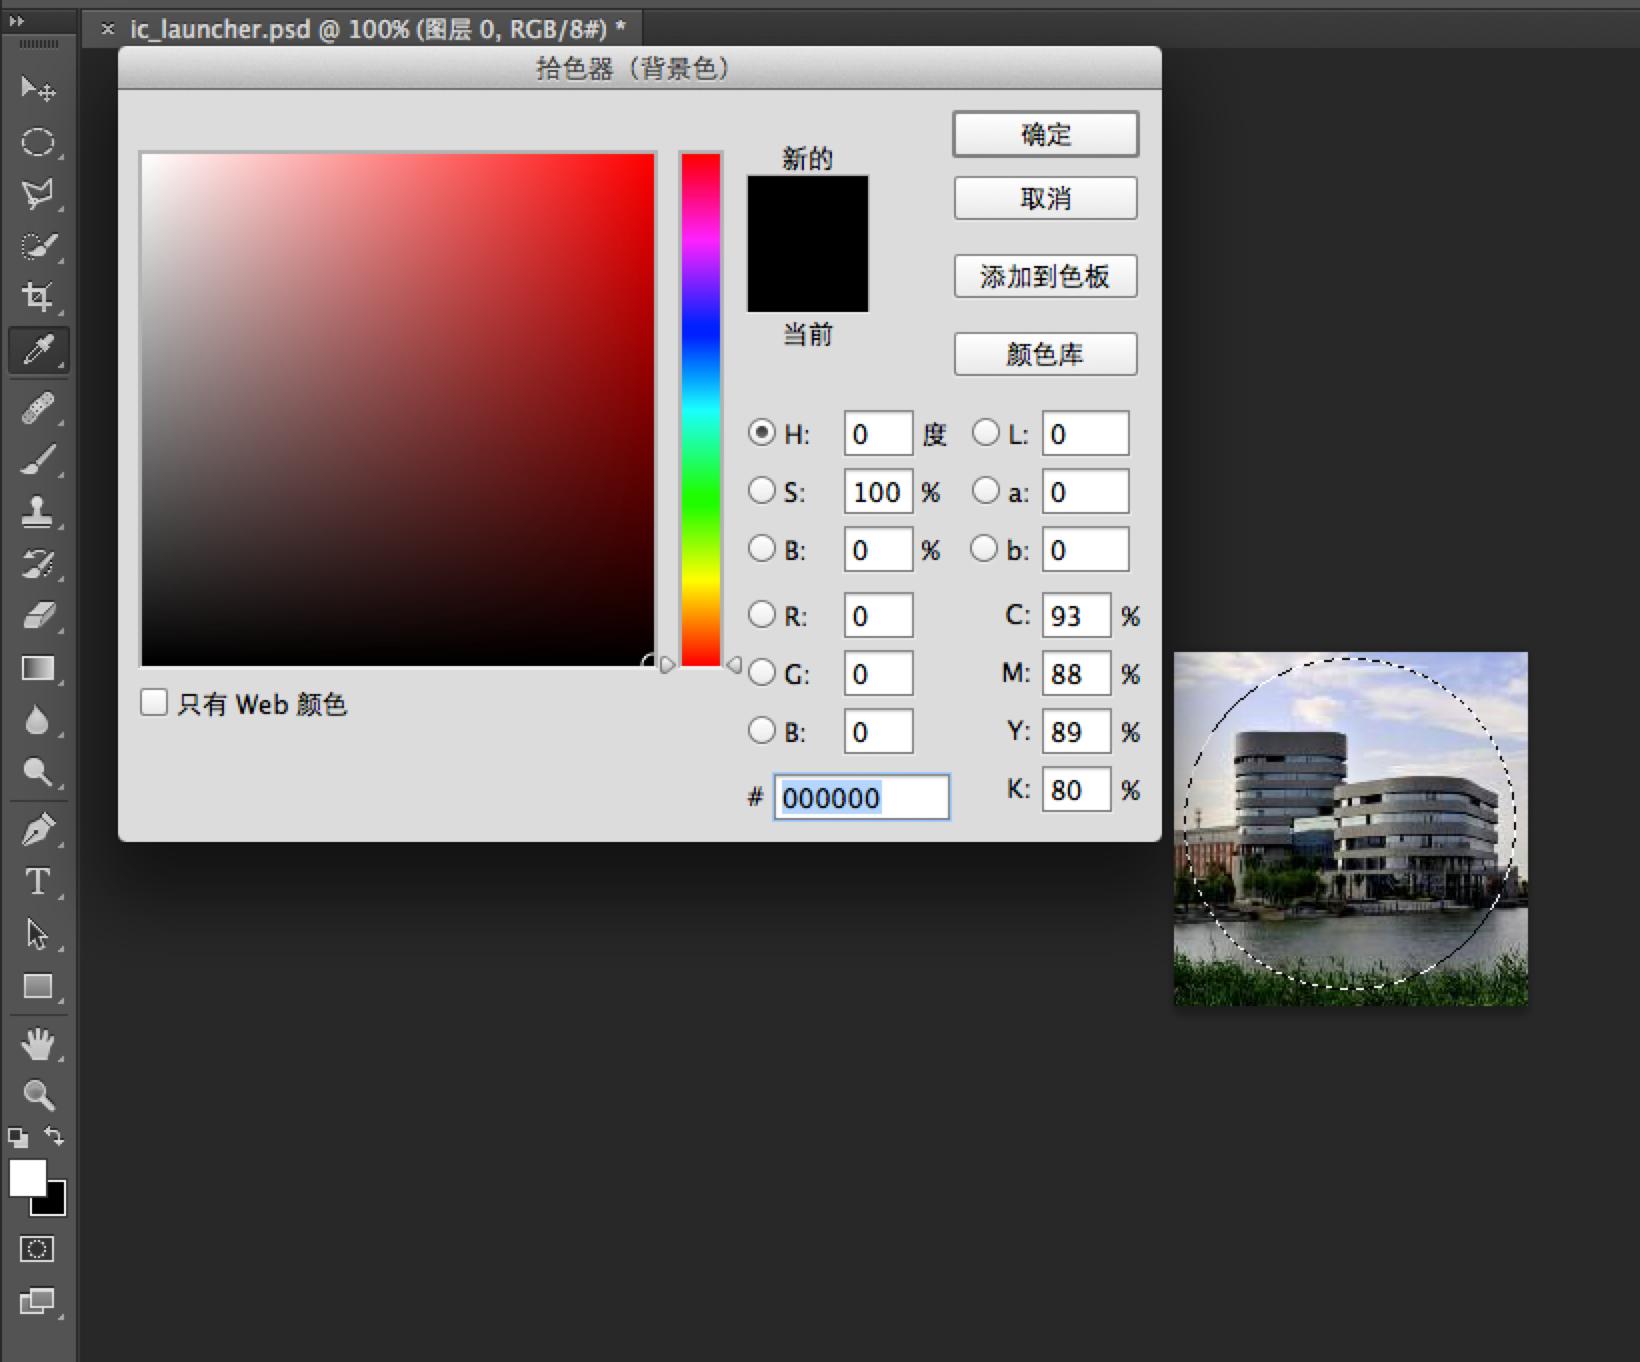 × ic_launcher.psd @ 100% (图层 0, RGB/8#) *
拾色器（背景色）
新的
当前
确定
取消
添加到色板
颜色库
H: 0 度
S: 100 %
B: 0 %
L: 0
a: 0
b: 0
R: 0
G: 0
B: 0
# 000000
C: 93 %
M: 88 %
Y: 89 %
K: 80 %
只有 Web 颜色
T